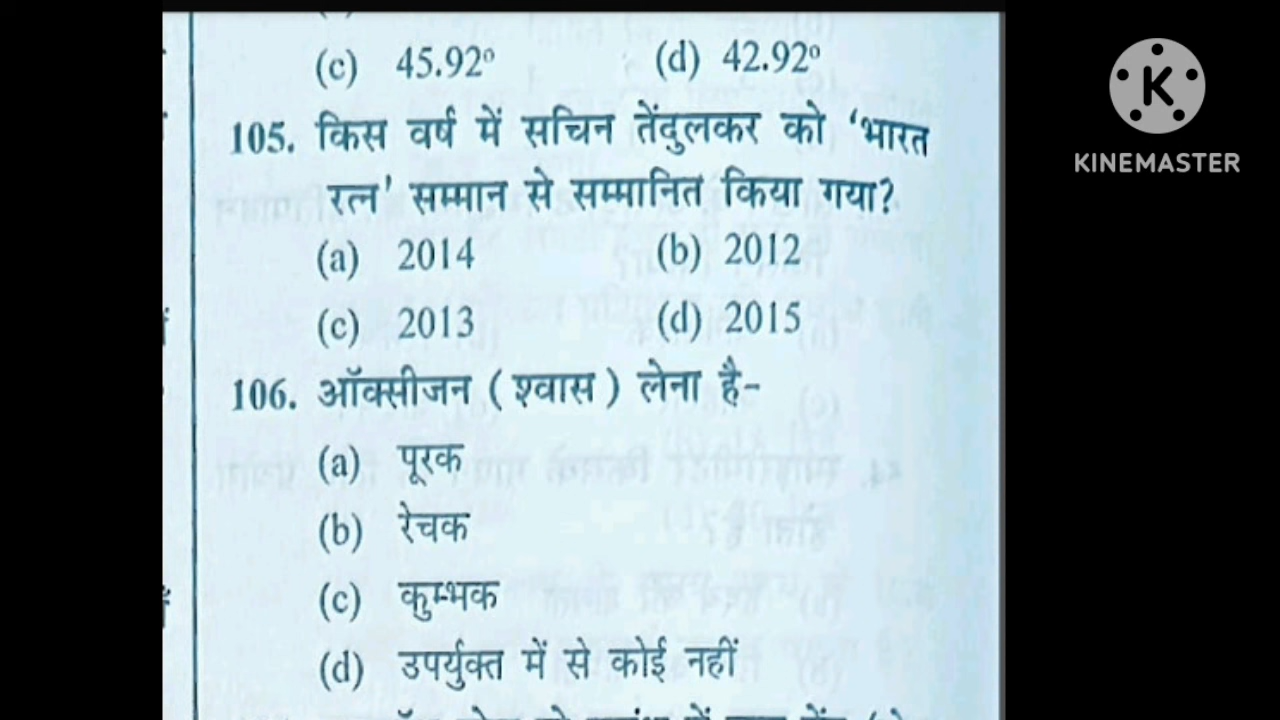 (c) 45.92° (d) 42.92°
105. किस वर्ष में सचिन तेंदुलकर को ‘भारत
रत्न’ सम्मान से सम्मानित किया गया?
(a) 2014 (b) 2012
(c) 2013 (d) 2015
106. ऑक्सीजन (श्वास) लेना है-
(a) पूरक
(b) रेचक
(c) कुम्भक
(d) उपर्युक्त में से कोई नहीं
K
KINEMASTER